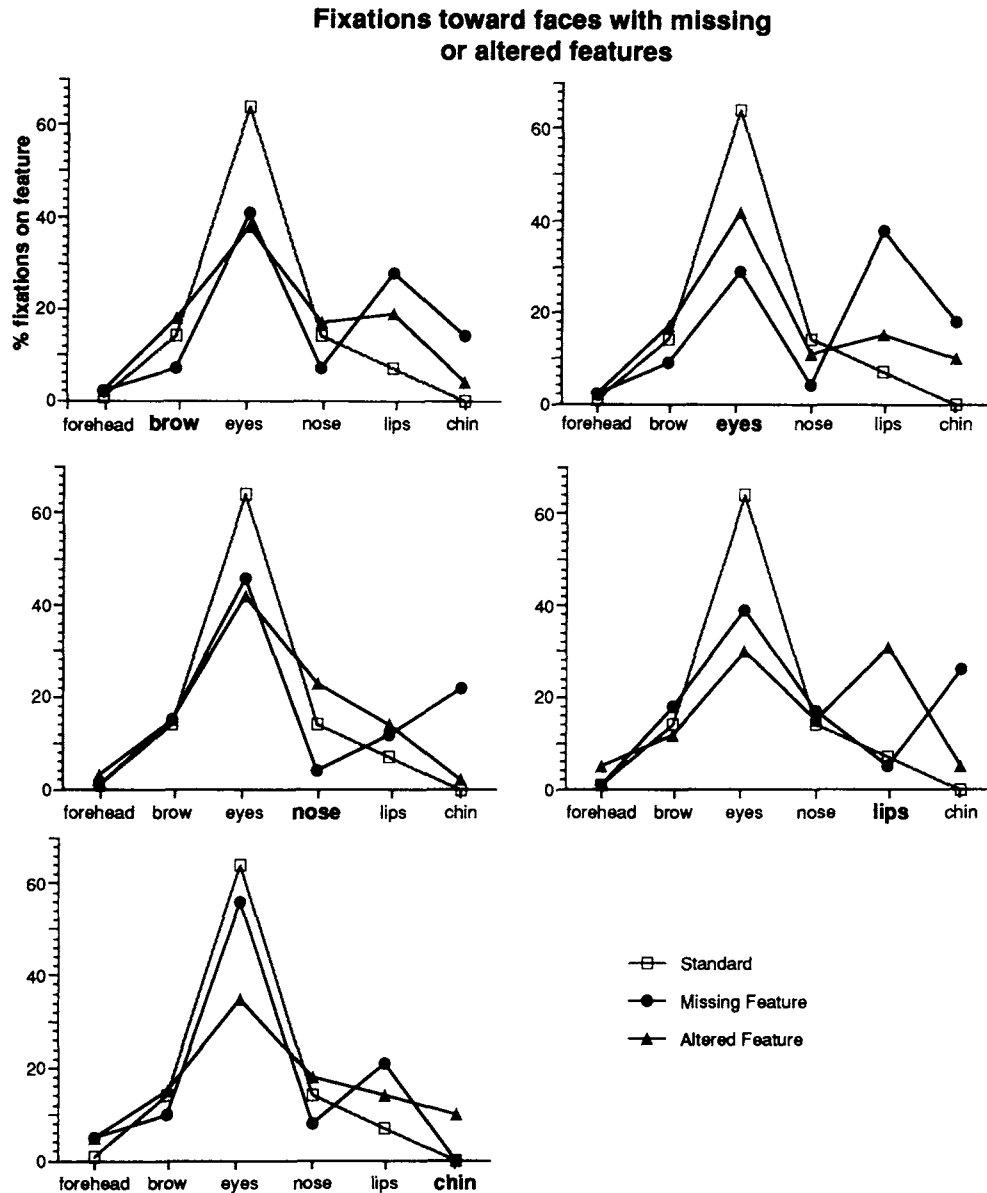 Fixations toward faces with missing
or altered features
% fixations on feature
60
40
20
0
forehead brow eyes nose lips chin
60
40
20
0
forehead brow eyes nose lips chin
60
40
20
0
forehead brow eyes nose lips chin
60
40
20
0
forehead brow eyes nose lips chin
60
40
20
0
forehead brow eyes nose lips chin
Standard
Missing Feature
Altered Feature